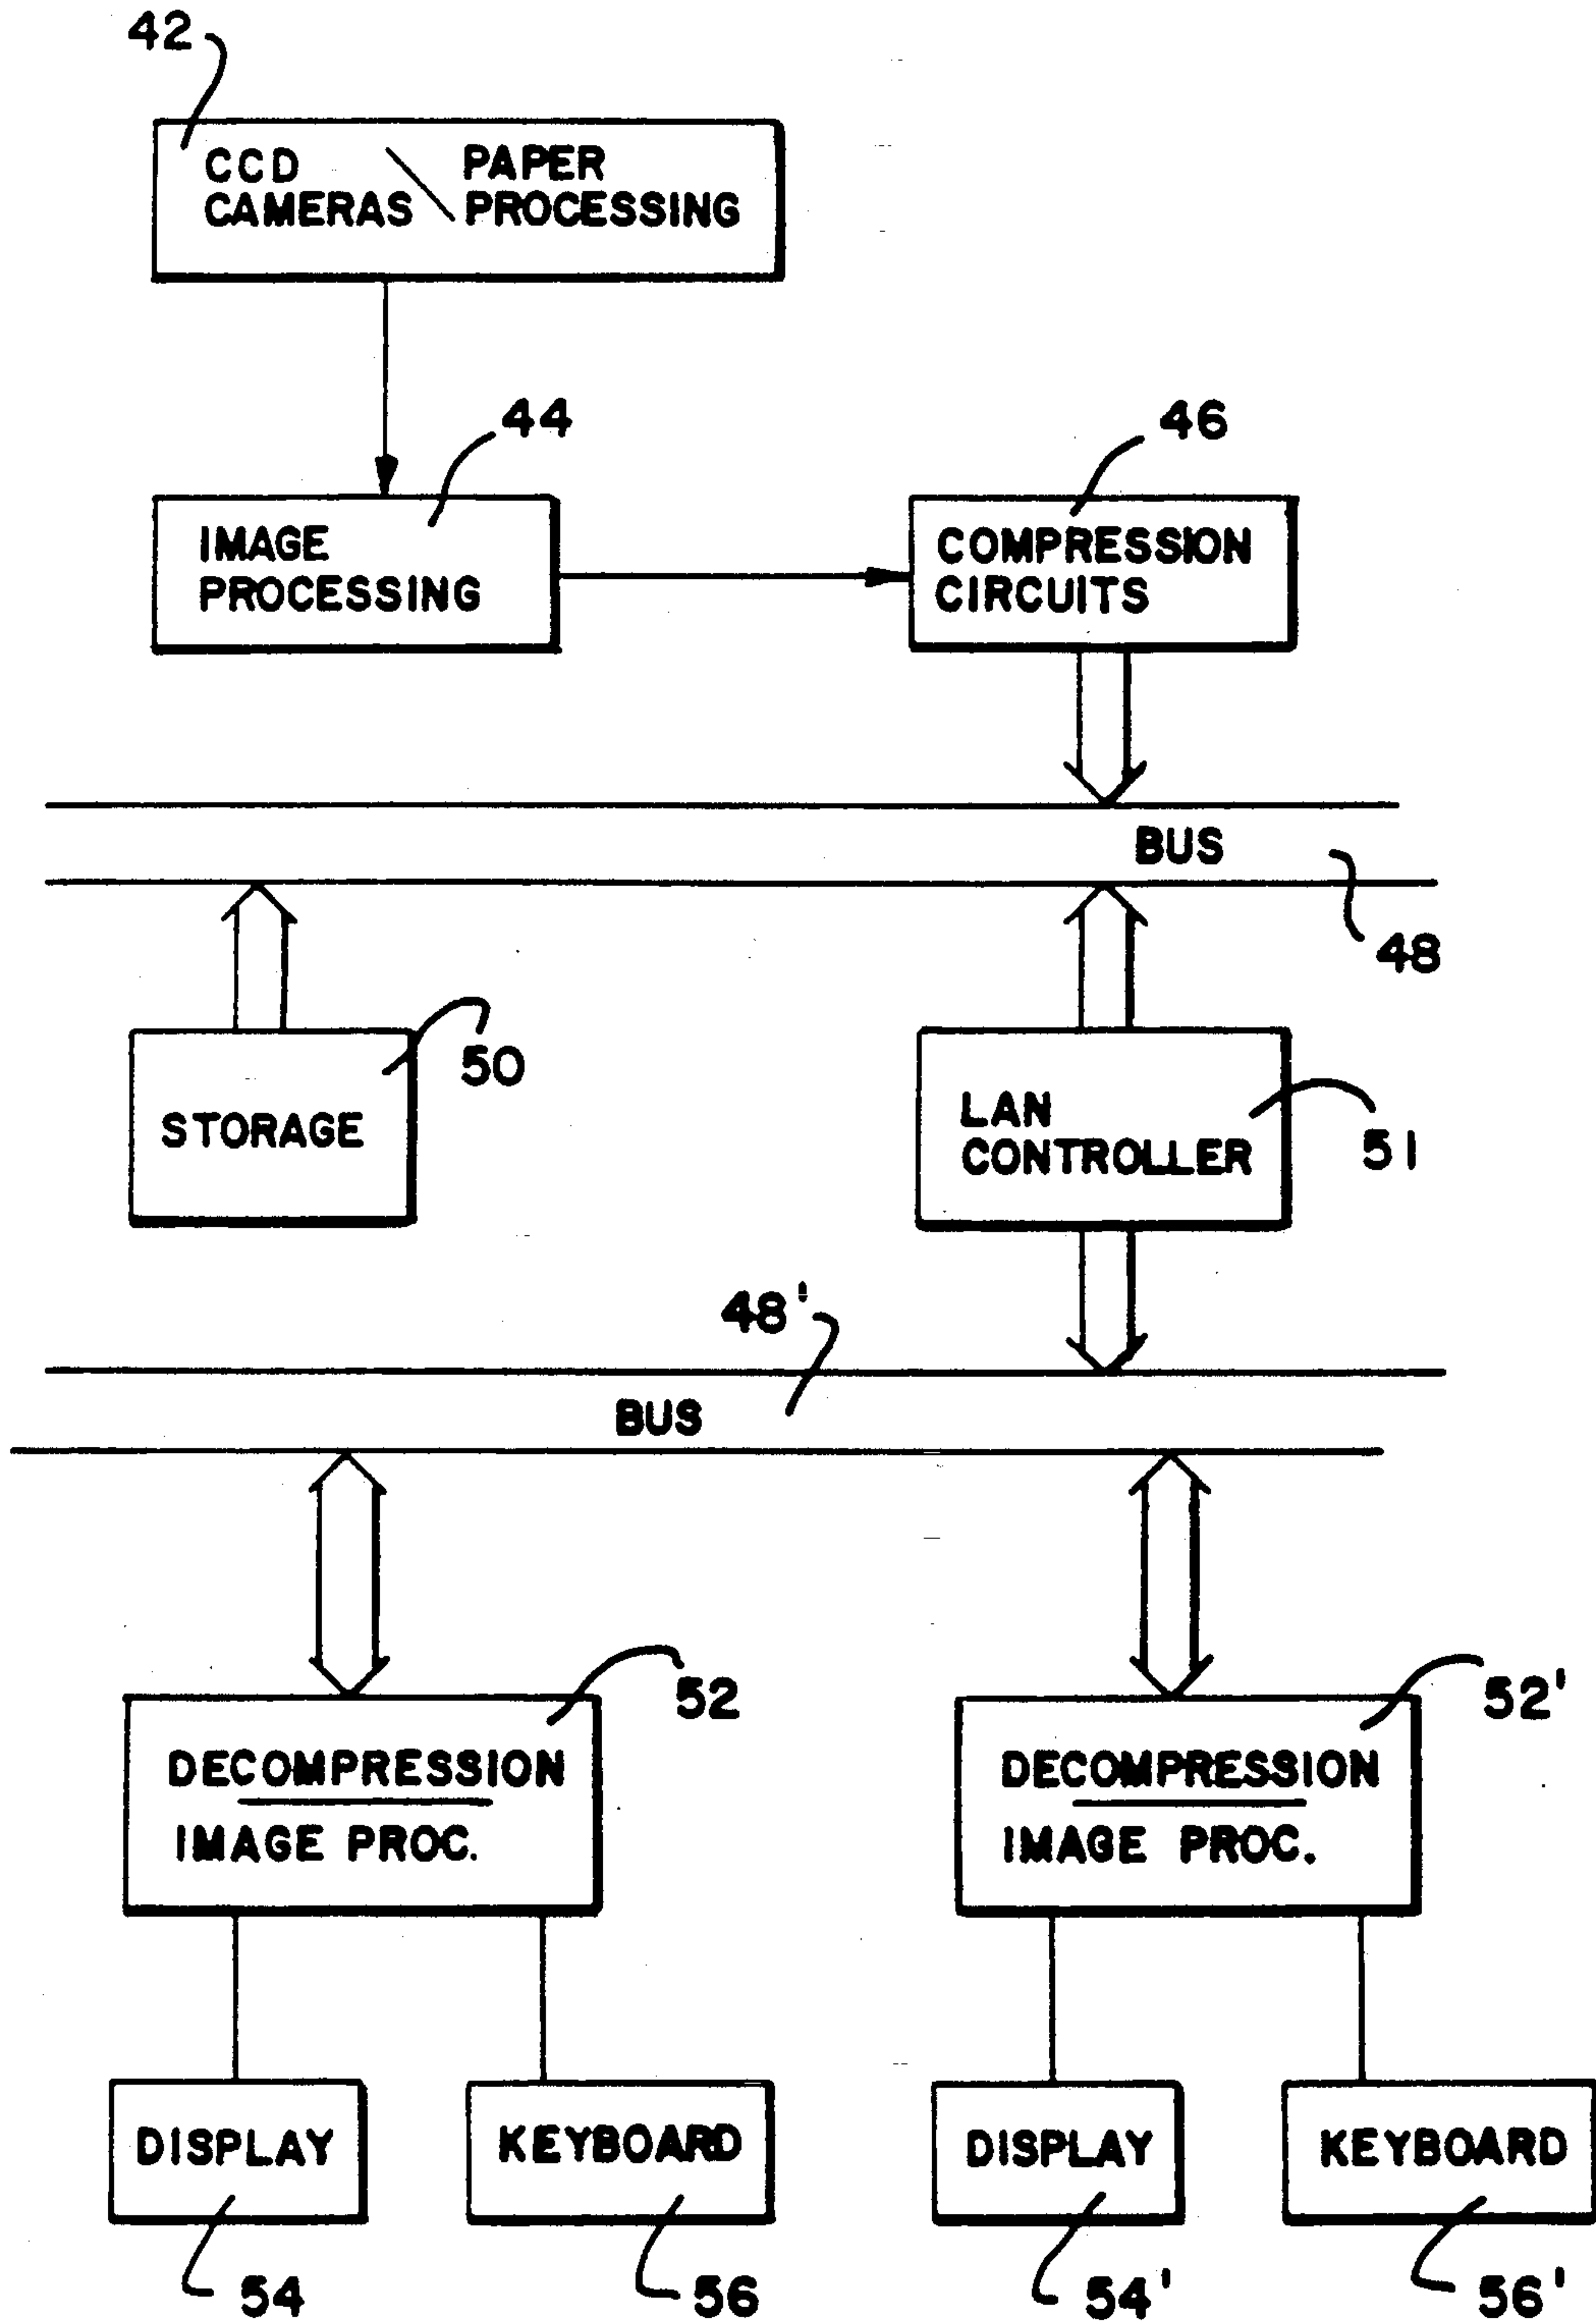 42
CCD PAPER
CAMERAS \ PROCESSING
44
46
IMAGE
PROCESSING
COMPRESSION
CIRCUITS
BUS
48
50
STORAGE
LAN
CONTROLLER
51
48'
BUS
52
52'
DECOMPRESSION
IMAGE PROC.
DECOMPRESSION
IMAGE PROC.
DISPLAY
KEYBOARD
DISPLAY
KEYBOARD
54
56
54'
56'